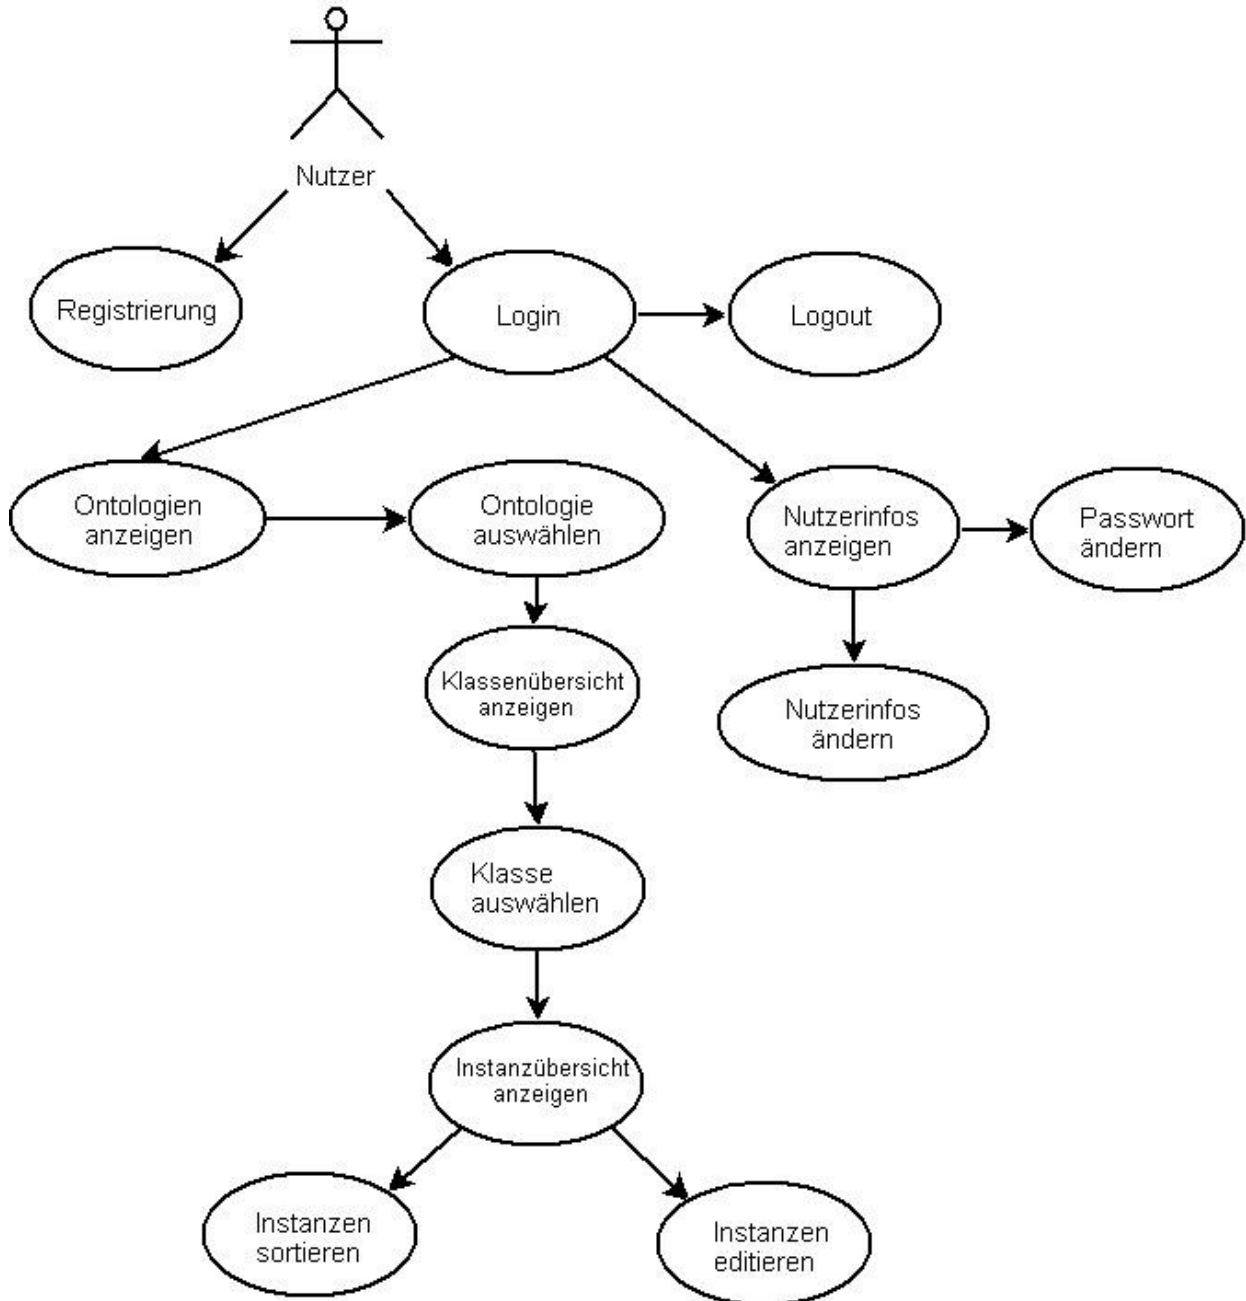 Nutzer
Registrierung
Login
Logout
Ontologien
anzeigen
Ontologie
auswählen
Nutzerinfos
anzeigen
Passwort
ändern
Klassenübersicht
anzeigen
Nutzerinfos
ändern
Klasse
auswählen
Instanzübersicht
anzeigen
Instanzen
sortieren
Instanzen
editieren